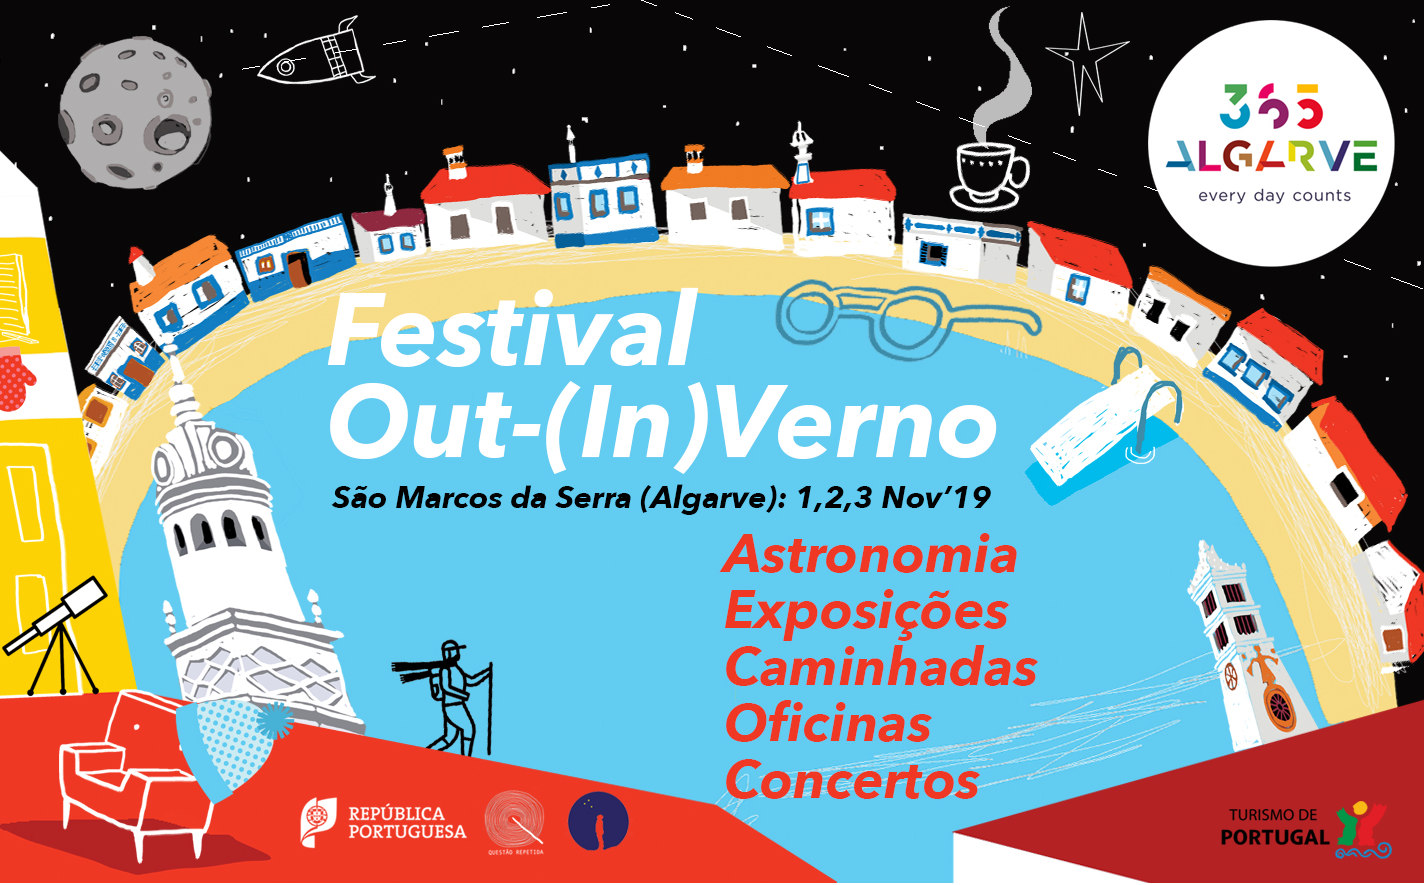 365
ALGARVE
every day counts
Festival
Out-(In)Verno
São Marcos da Serra (Algarve): 1,2,3 Nov’19
Astronomia
Exposições
Caminhadas
Oficinas
Concertos
REPÚBLICA
PORTUGUESA
QUESTÃO REPETIDA
TURISMO DE
PORTUGAL